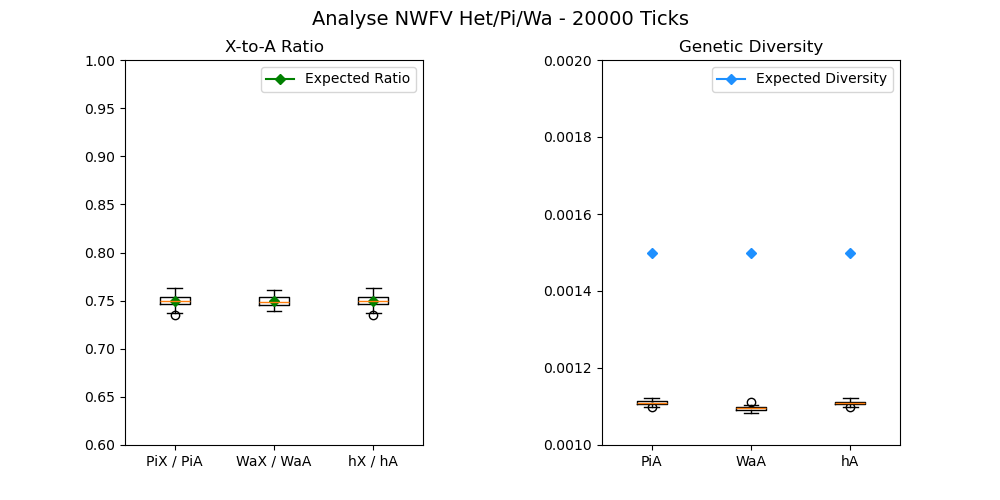 Analyse NWFV Het/Pi/Wa - 20000 Ticks
X-to-A Ratio
Expected Ratio
1.00
0.95
0.90
0.85
0.80
0.75
0.70
0.65
0.60
PiX / PiA
WaX / WaA
hX / hA
Genetic Diversity
Expected Diversity
0.0020
0.0018
0.0016
0.0014
0.0012
0.0010
PiA
WaA
hA